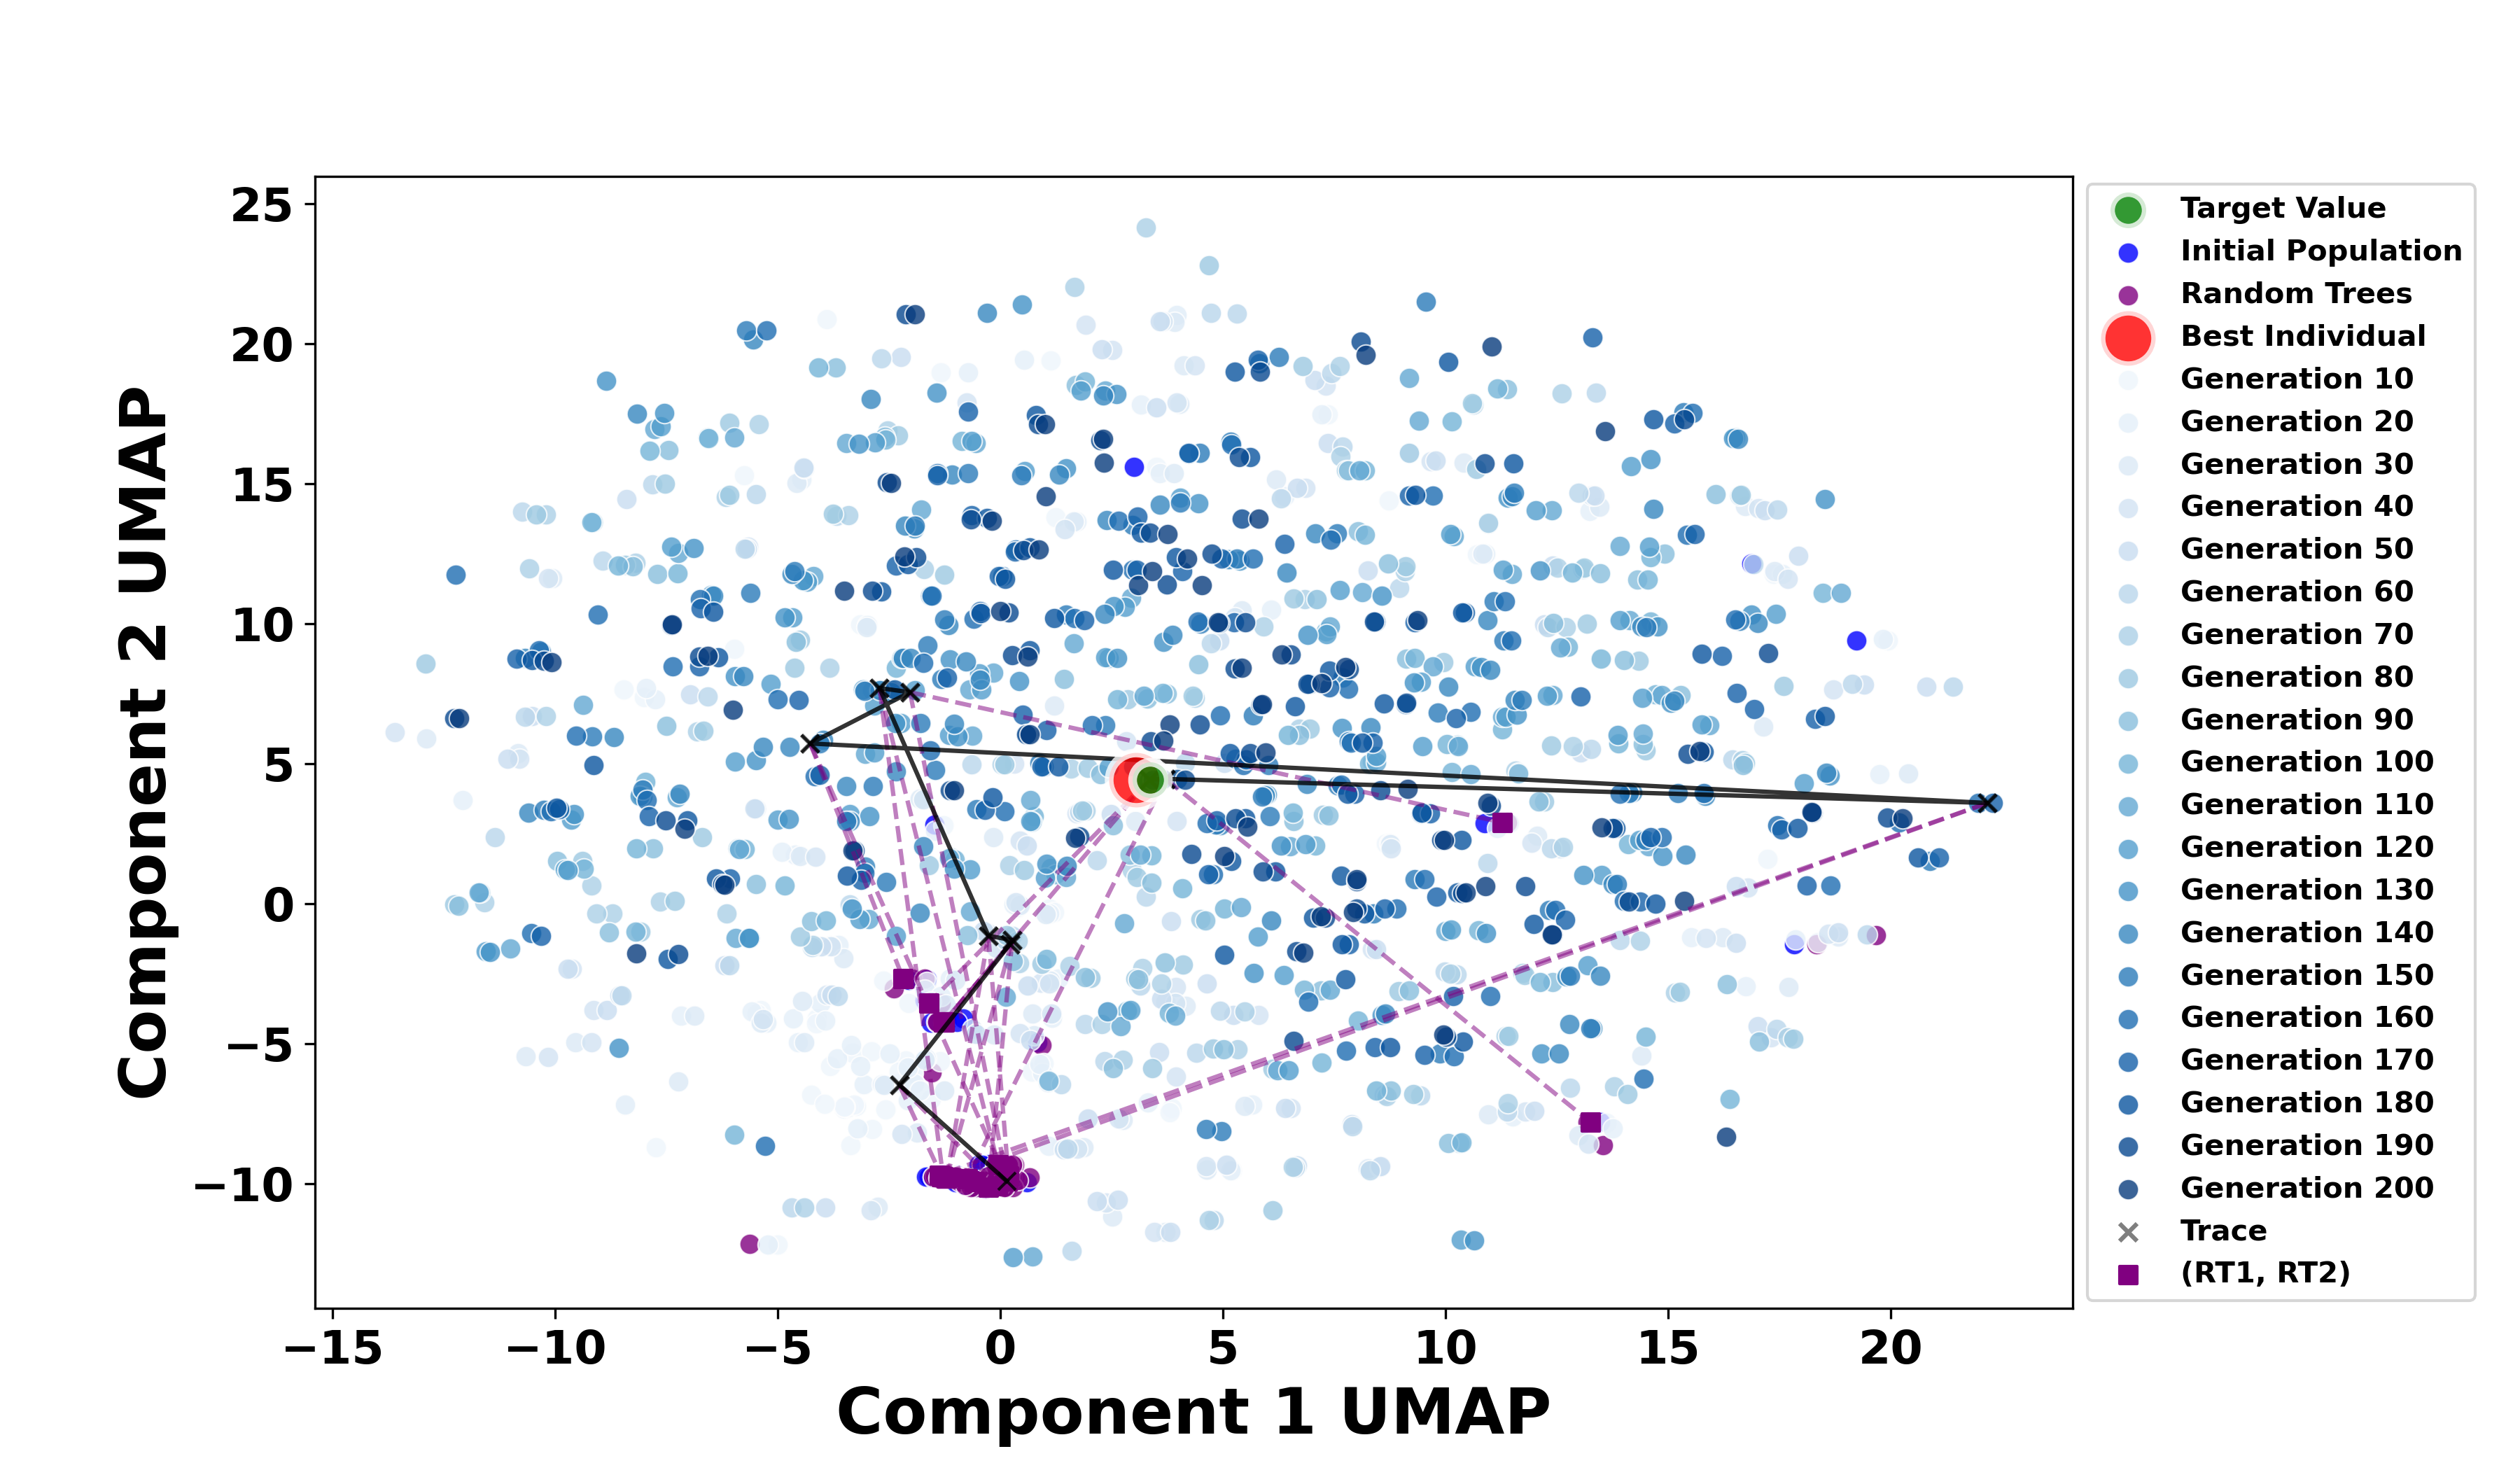 25
20
15
10
5
0
−5
−10
−15
−10
−5
0
5
10
15
20
Component 1 UMAP
Component 2 UMAP
Target Value
Initial Population
Random Trees
Best Individual
Generation 10
Generation 20
Generation 30
Generation 40
Generation 50
Generation 60
Generation 70
Generation 80
Generation 90
Generation 100
Generation 110
Generation 120
Generation 130
Generation 140
Generation 150
Generation 160
Generation 170
Generation 180
Generation 190
Generation 200
Trace
(RT1, RT2)